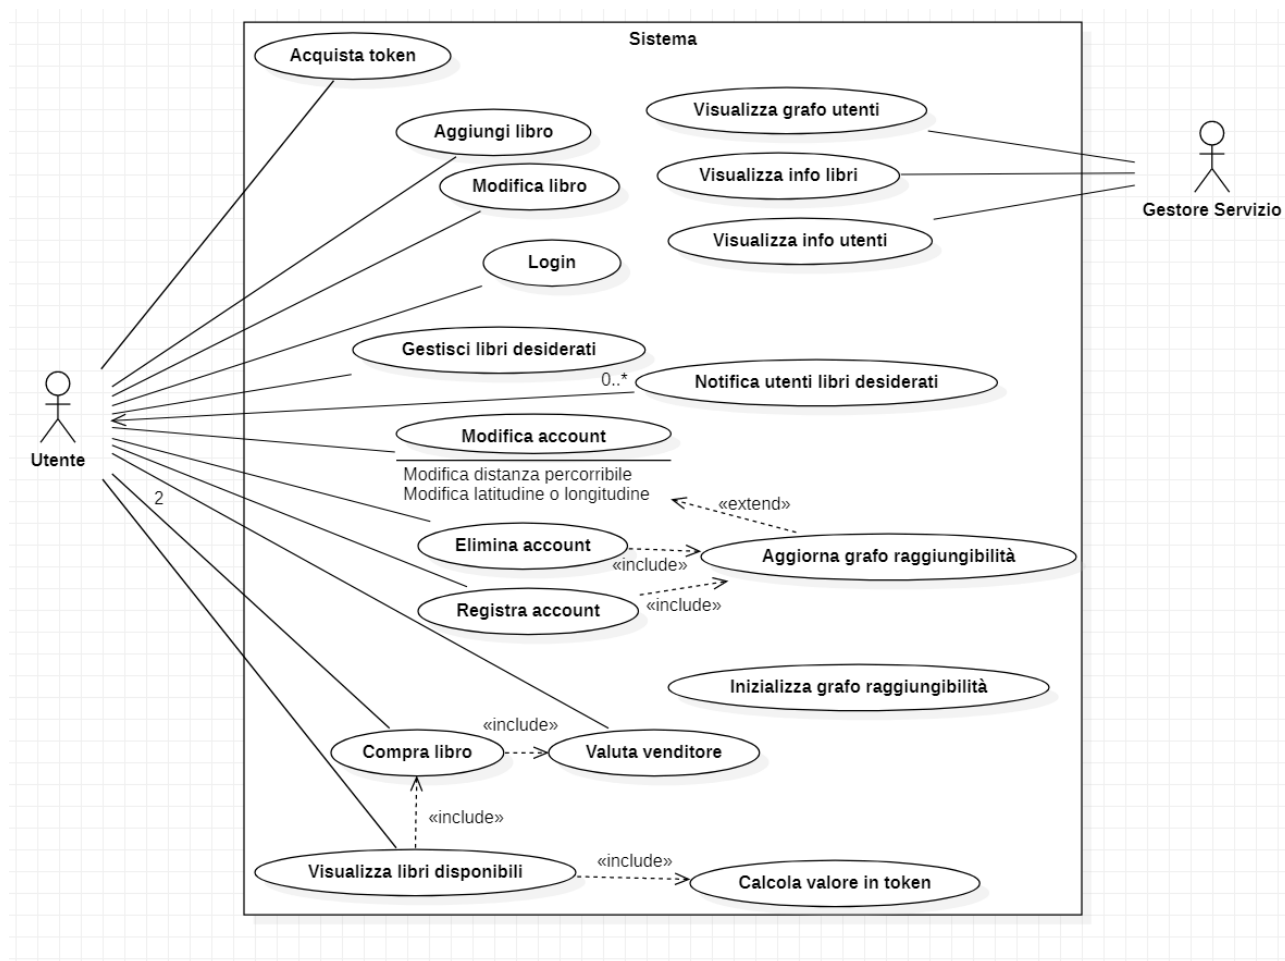 Sistema
Acquista token
Visualizza grafo utenti
Aggiungi libro
Visualizza info libri
Modifica libro
Gestore Servizio
Visualizza info utenti
Login
Gestisci libri desiderati
0..*
Notifica utenti libri desiderati
Modifica account
Utente
Modifica distanza percorribile
Modifica latitudine o longitudine
2
«extend»
Elimina account
Aggiorna grafo raggiungibilità
«include»
Registra account
«include»
Inizializza grafo raggiungibilità
«include»
Compra libro
Valuta venditore
«include»
«include»
Visualizza libri disponibili
Calcola valore in token